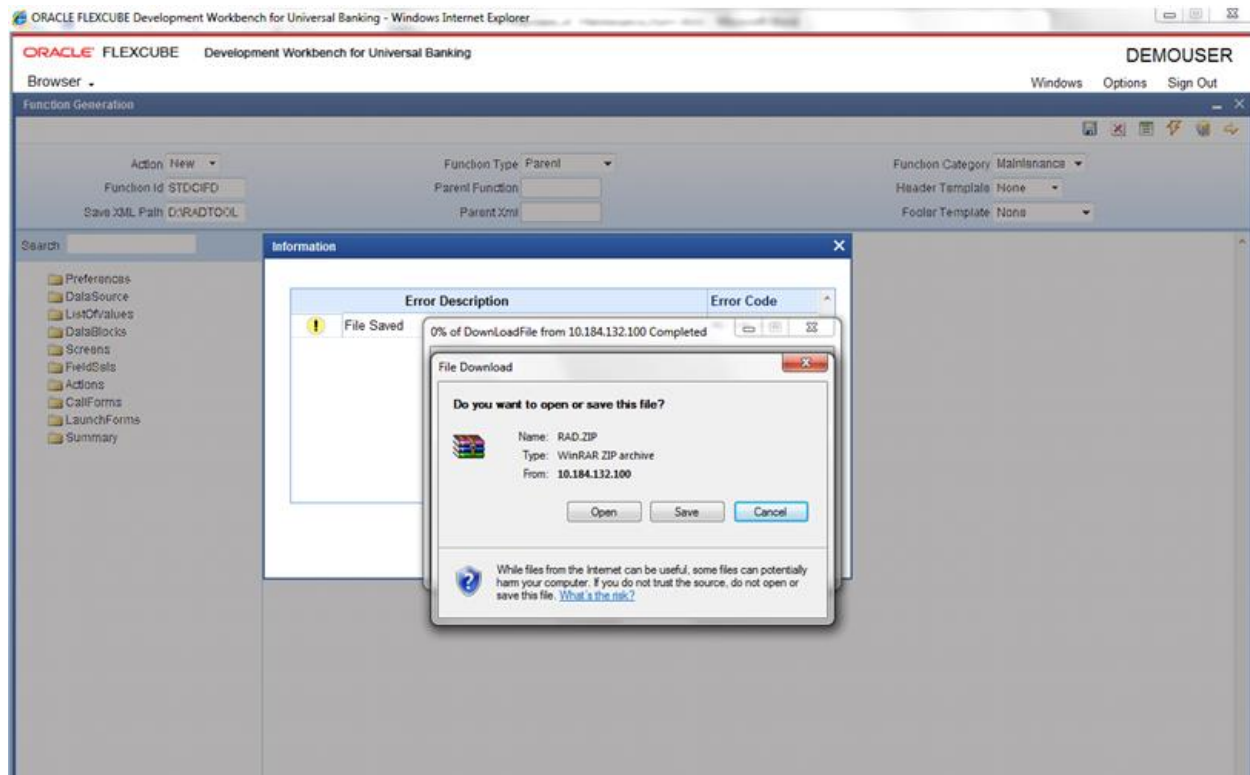 ORACLE FLEXCUBE Development Workbench for Universal Banking - Windows Internet Explorer
ORACLE FLEXCUBE Development Workbench for Universal Banking DEMOUSER
Browser Windows Options Sign Out
Function Generation
Action New Function Type Parent Function Category Maintenance
Function Id STDCIFD Parent Function Header Template None
Save XML Path D:\RADTOOL Parent Xml Footer Template None
Search
Preferences
DataSource
ListOfValues
DataBlocks
Screens
FieldSets
Actions
CallForms
LaunchForms
Summary
Information
Error Description Error Code
File Saved
0% of DownLoadFile from 10.184.132.100 Completed
File Download
Do you want to open or save this file?
Name: RAD.ZIP
Type: WinRAR ZIP archive
From: 10.184.132.100
Open Save Cancel
While files from the Internet can be useful, some files can potentially
harm your computer. If you do not trust the source, do not open or
save this file. What's the risk?